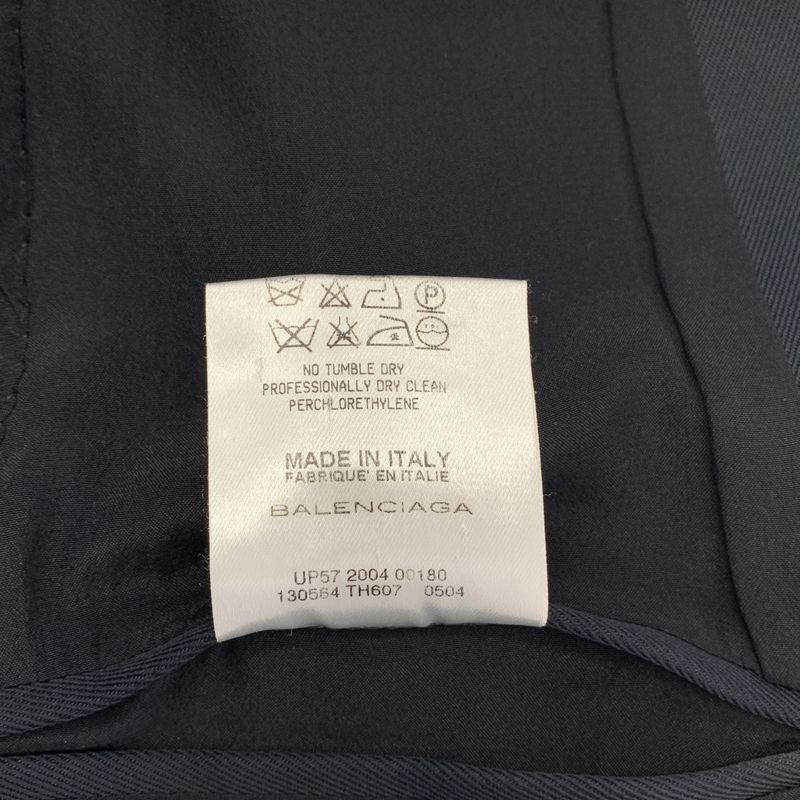 P
NO TUMBLE DRY
PROFESSIONALLY DRY CLEAN
PERCHLORETHYLENE
MADE IN ITALY
FABRIQUE' EN ITALIE
BALENCIAGA
UP57 2004 00180
130564 TH607 0504